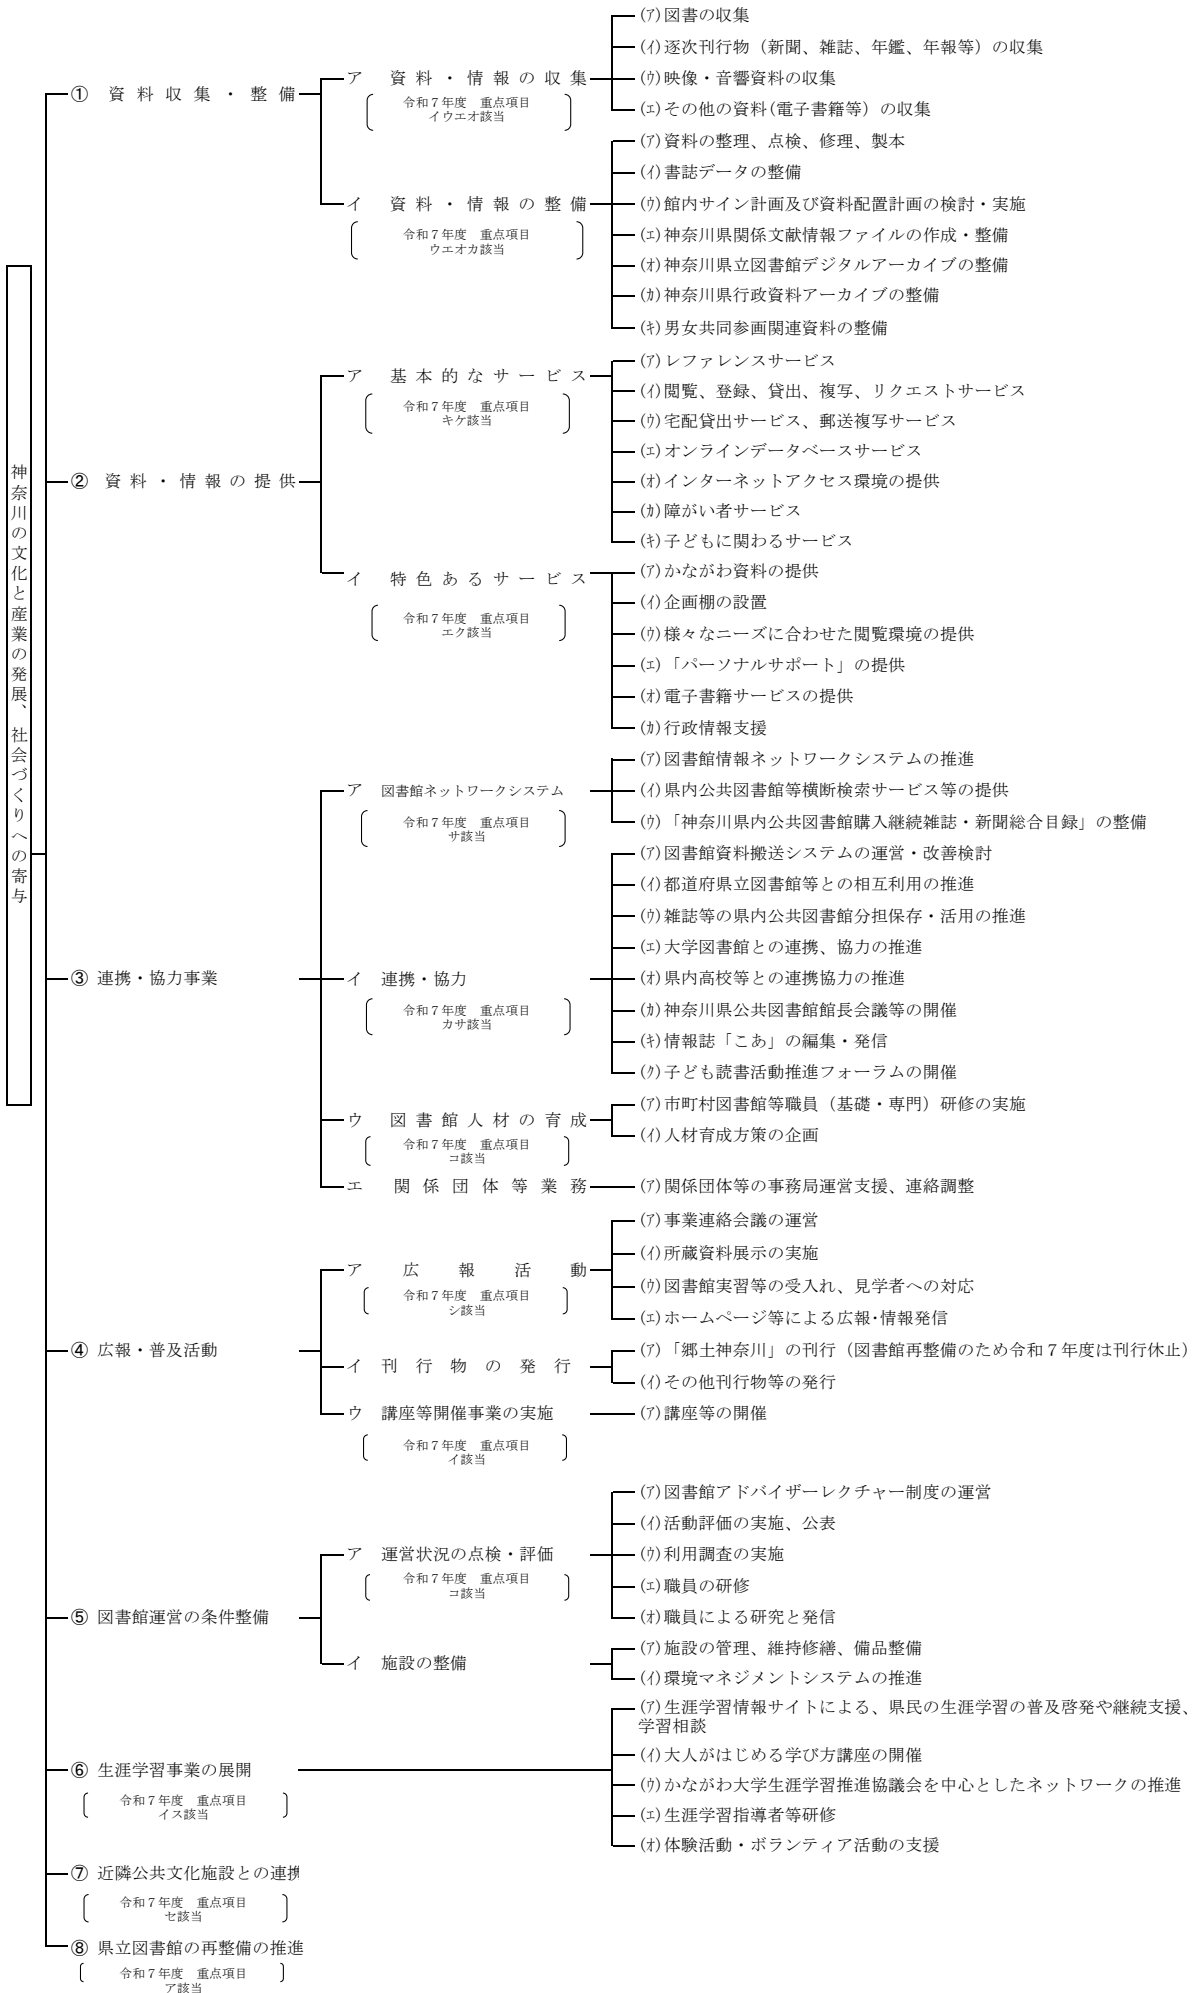 神奈川の文化と産業の発展、社会づくりへの寄与
① 資料収集・整備
ア 資料・情報の収集
令和７年度 重点項目
イウエオ該当
(ｱ)図書の収集
(ｲ)逐次刊行物（新聞、雑誌、年鑑、年報等）の収集
(ｳ)映像・音響資料の収集
(ｴ)その他の資料(電子書籍等）の収集
イ 資料・情報の整備
令和７年度 重点項目
ウエオカ該当
(ｱ)資料の整理、点検、修理、製本
(ｲ)書誌データの整備
(ｳ)館内サイン計画及び資料配置計画の検討・実施
(ｴ)神奈川県関係文献情報ファイルの作成・整備
(ｵ)神奈川県立図書館デジタルアーカイブの整備
(ｶ)神奈川県行政資料アーカイブの整備
(ｷ)男女共同参画関連資料の整備
② 資料・情報の提供
ア 基本的なサービス
令和７年度 重点項目
キケ該当
(ｱ)レファレンスサービス
(ｲ)閲覧、登録、貸出、複写、リクエストサービス
(ｳ)宅配貸出サービス、郵送複写サービス
(ｴ)オンラインデータベースサービス
(ｵ)インターネットアクセス環境の提供
(ｶ)障がい者サービス
(ｷ)子どもに関わるサービス
イ 特色あるサービス
令和７年度 重点項目
エク該当
(ｱ)かながわ資料の提供
(ｲ)企画棚の設置
(ｳ)様々なニーズに合わせた閲覧環境の提供
(ｴ)「パーソナルサポート」の提供
(ｵ)電子書籍サービスの提供
(ｶ)行政情報支援
③ 連携・協力事業
ア 図書館ネットワークシステム
令和７年度 重点項目
サ該当
(ｱ)図書館情報ネットワークシステムの推進
(ｲ)県内公共図書館等横断検索サービス等の提供
(ｳ)「神奈川県内公共図書館購入継続雑誌・新聞総合目録」の整備
イ 連携・協力
令和７年度 重点項目
カサ該当
(ｱ)図書館資料搬送システムの運営・改善検討
(ｲ)都道府県立図書館等との相互利用の推進
(ｳ)雑誌等の県内公共図書館分担保存・活用の推進
(ｴ)大学図書館との連携、協力の推進
(ｵ)県内高校等との連携協力の推進
(ｶ)神奈川県公共図書館館長会議等の開催
(ｷ)情報誌「こあ」の編集・発信
(ｸ)子ども読書活動推進フォーラムの開催
ウ 図書館人材の育成
令和７年度 重点項目
コ該当
(ｱ)市町村図書館等職員（基礎・専門）研修の実施
(ｲ)人材育成方策の企画
エ 関係団体等業務
(ｱ)関係団体等の事務局運営支援、連絡調整
④ 広報・普及活動
ア 広報活動
令和７年度 重点項目
シ該当
(ｱ)事業連絡会議の運営
(ｲ)所蔵資料展示の実施
(ｳ)図書館実習等の受入れ、見学者への対応
(ｴ)ホームページ等による広報･情報発信
イ 刊行物の発行
(ｱ)「郷土神奈川」の刊行（図書館再整備のため令和７年度は刊行休止）
(ｲ)その他刊行物等の発行
ウ 講座等開催事業の実施
令和７年度 重点項目
イ該当
(ｱ)講座等の開催
⑤ 図書館運営の条件整備
ア 運営状況の点検・評価
令和７年度 重点項目
コ該当
(ｱ)図書館アドバイザーレクチャー制度の運営
(ｲ)活動評価の実施、公表
(ｳ)利用調査の実施
(ｴ)職員の研修
(ｵ)職員による研究と発信
イ 施設の整備
(ｱ)施設の管理、維持修繕、備品整備
(ｲ)環境マネジメントシステムの推進
⑥ 生涯学習事業の展開
令和７年度 重点項目
イス該当
(ｱ)生涯学習情報サイトによる、県民の生涯学習の普及啓発や継続支援、
学習相談
(ｲ)大人がはじめる学び方講座の開催
(ｳ)かながわ大学生涯学習推進協議会を中心としたネットワークの推進
(ｴ)生涯学習指導者等研修
(ｵ)体験活動・ボランティア活動の支援
⑦ 近隣公共文化施設との連携
令和７年度 重点項目
セ該当
⑧ 県立図書館の再整備の推進
令和７年度 重点項目
ア該当